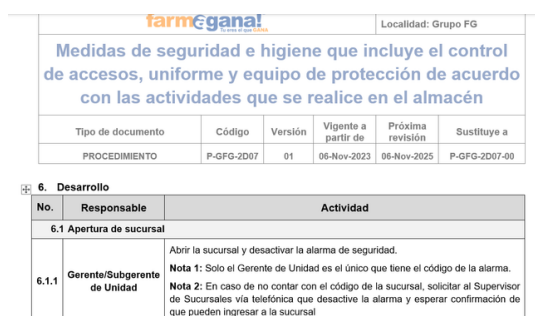 farmægana!
Tu eres el que GANA
Localidad: Grupo FG
Medidas de seguridad e higiene que incluye el control
de accesos, uniforme y equipo de protección de acuerdo
con las actividades que se realice en el almacén
Tipo de documento Código Versión Vigente a partir de Próxima revisión Sustituye a
PROCEDIMIENTO P-GFG-2D07 01 06-Nov-2023 06-Nov-2025 P-GFG-2D07-00
6. Desarrollo
No. Responsable Actividad
6.1 Apertura de sucursal
6.1.1 Gerente/Subgerente de Unidad
Abrir la sucursal y desactivar la alarma de seguridad.
Nota 1: Solo el Gerente de Unidad es el único que tiene el código de la alarma.
Nota 2: En caso de no contar con el código de la sucursal, solicitar al Supervisor
de Sucursales vía telefónica que desactive la alarma y esperar confirmación de
que pueden ingresar a la sucursal